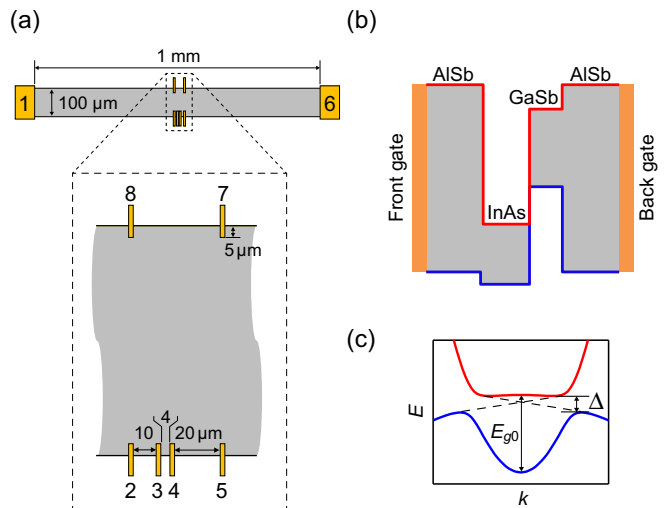 (a)
1 mm
1
100 µm
6
8
7
5 µm
4
10
20 µm
2
3
4
5
(b)
AlSb
AlSb
GaSb
InAs
Front gate
Back gate
(c)
E
Δ
Eg0
k